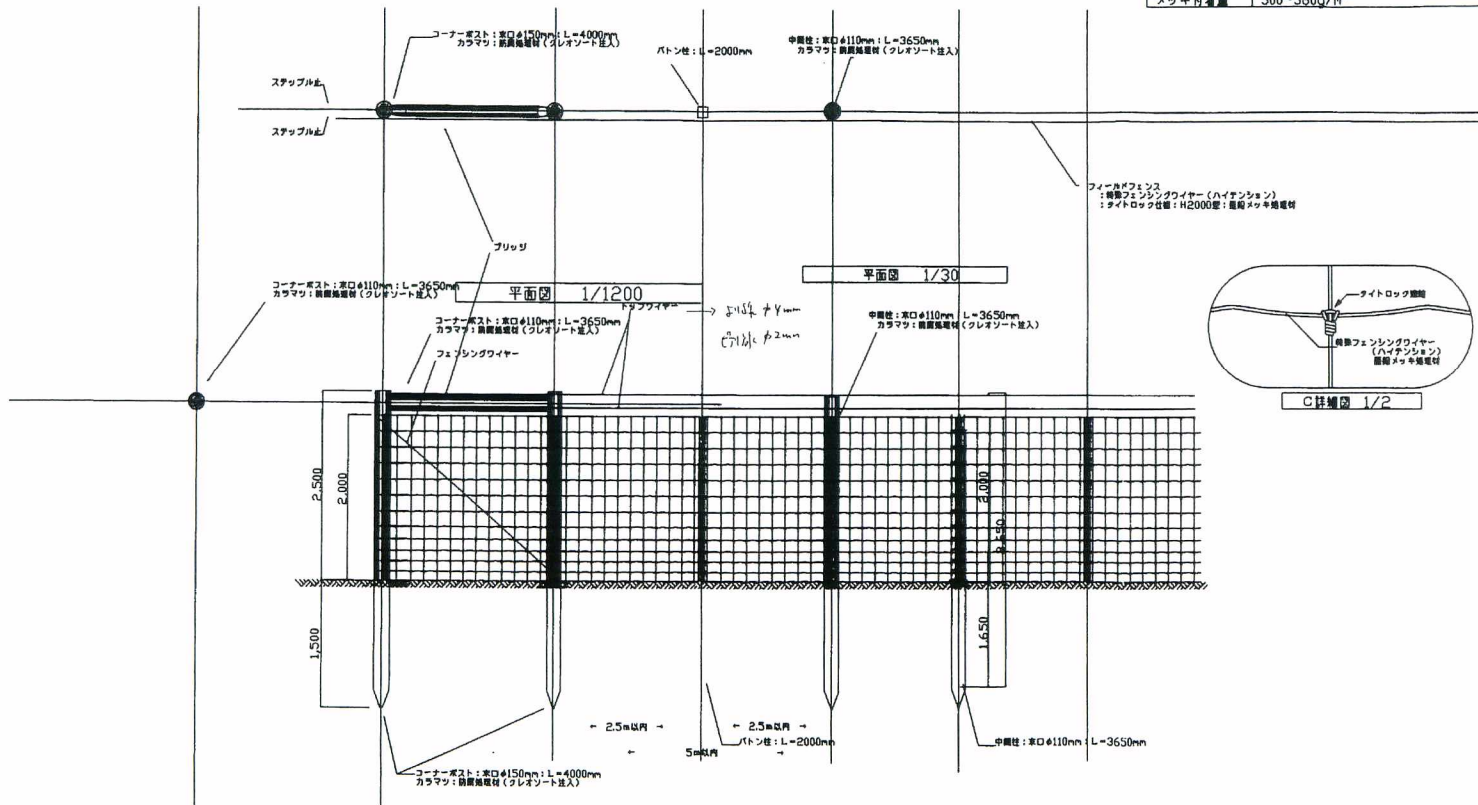 メッキ付着量 300~380g/㎡
コーナーポスト：末口φ150mm：L=4000mm
カラマツ：防腐処理材（クレオソート注入）
バトン柱：L=2000mm
中間柱：末口φ110mm：L=3650mm
カラマツ：防腐処理材（クレオソート注入）
ステップル止
ステップル止
フィールドフェンス
：特殊フェンシングワイヤー（ハイテンション）
：タイトロック仕様：H2000型：亜鉛メッキ処理材
ブリッジ
平面図 1/30
コーナーポスト：末口φ110mm：L=3650mm
カラマツ：防腐処理材（クレオソート注入）
平面図 1/1200
トップワイヤー
→ より線 φ4mm
φ2mm
コーナーポスト：末口φ110mm：L=3650mm
カラマツ：防腐処理材（クレオソート注入）
フェンシングワイヤー
中間柱：末口φ110mm：L=3650mm
カラマツ：防腐処理材（クレオソート注入）
タイトロック
特殊フェンシングワイヤー
（ハイテンション）
亜鉛メッキ処理材
C詳細図 1/2
2,500
2,000
2,000
1,500
1,650
← 2.5m以内 →
← 2.5m以内 →
← 5m以内 →
バトン柱：L=2000mm
中間柱：末口φ110mm：L=3650mm
コーナーポスト：末口φ150mm：L=4000mm
カラマツ：防腐処理材（クレオソート注入）